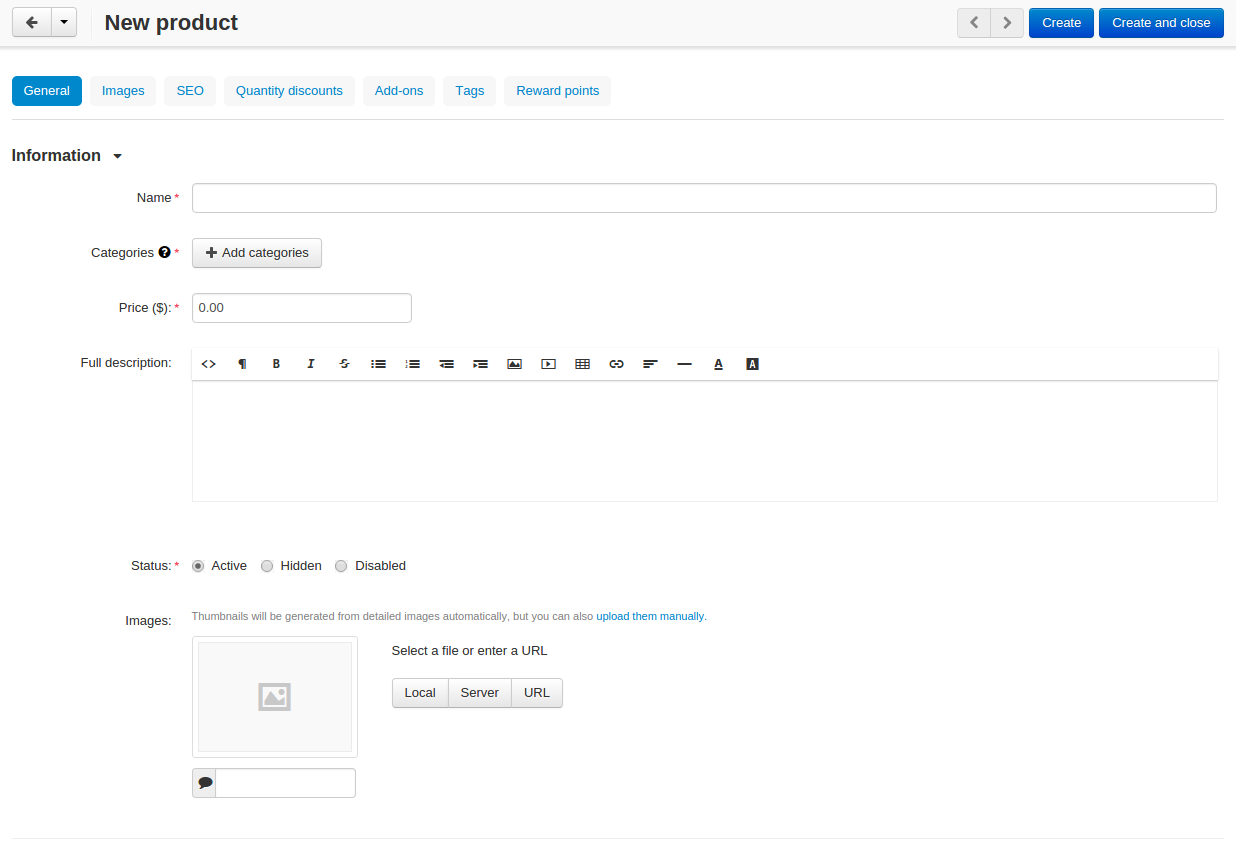 New product
Create
Create and close
General
Images
SEO
Quantity discounts
Add-ons
Tags
Reward points
Information
Name *
Categories ? *
Add categories
Price ($): *
0.00
Full description:
Status: *
Active
Hidden
Disabled
Images:
Thumbnails will be generated from detailed images automatically, but you can also upload them manually.
Select a file or enter a URL
Local
Server
URL